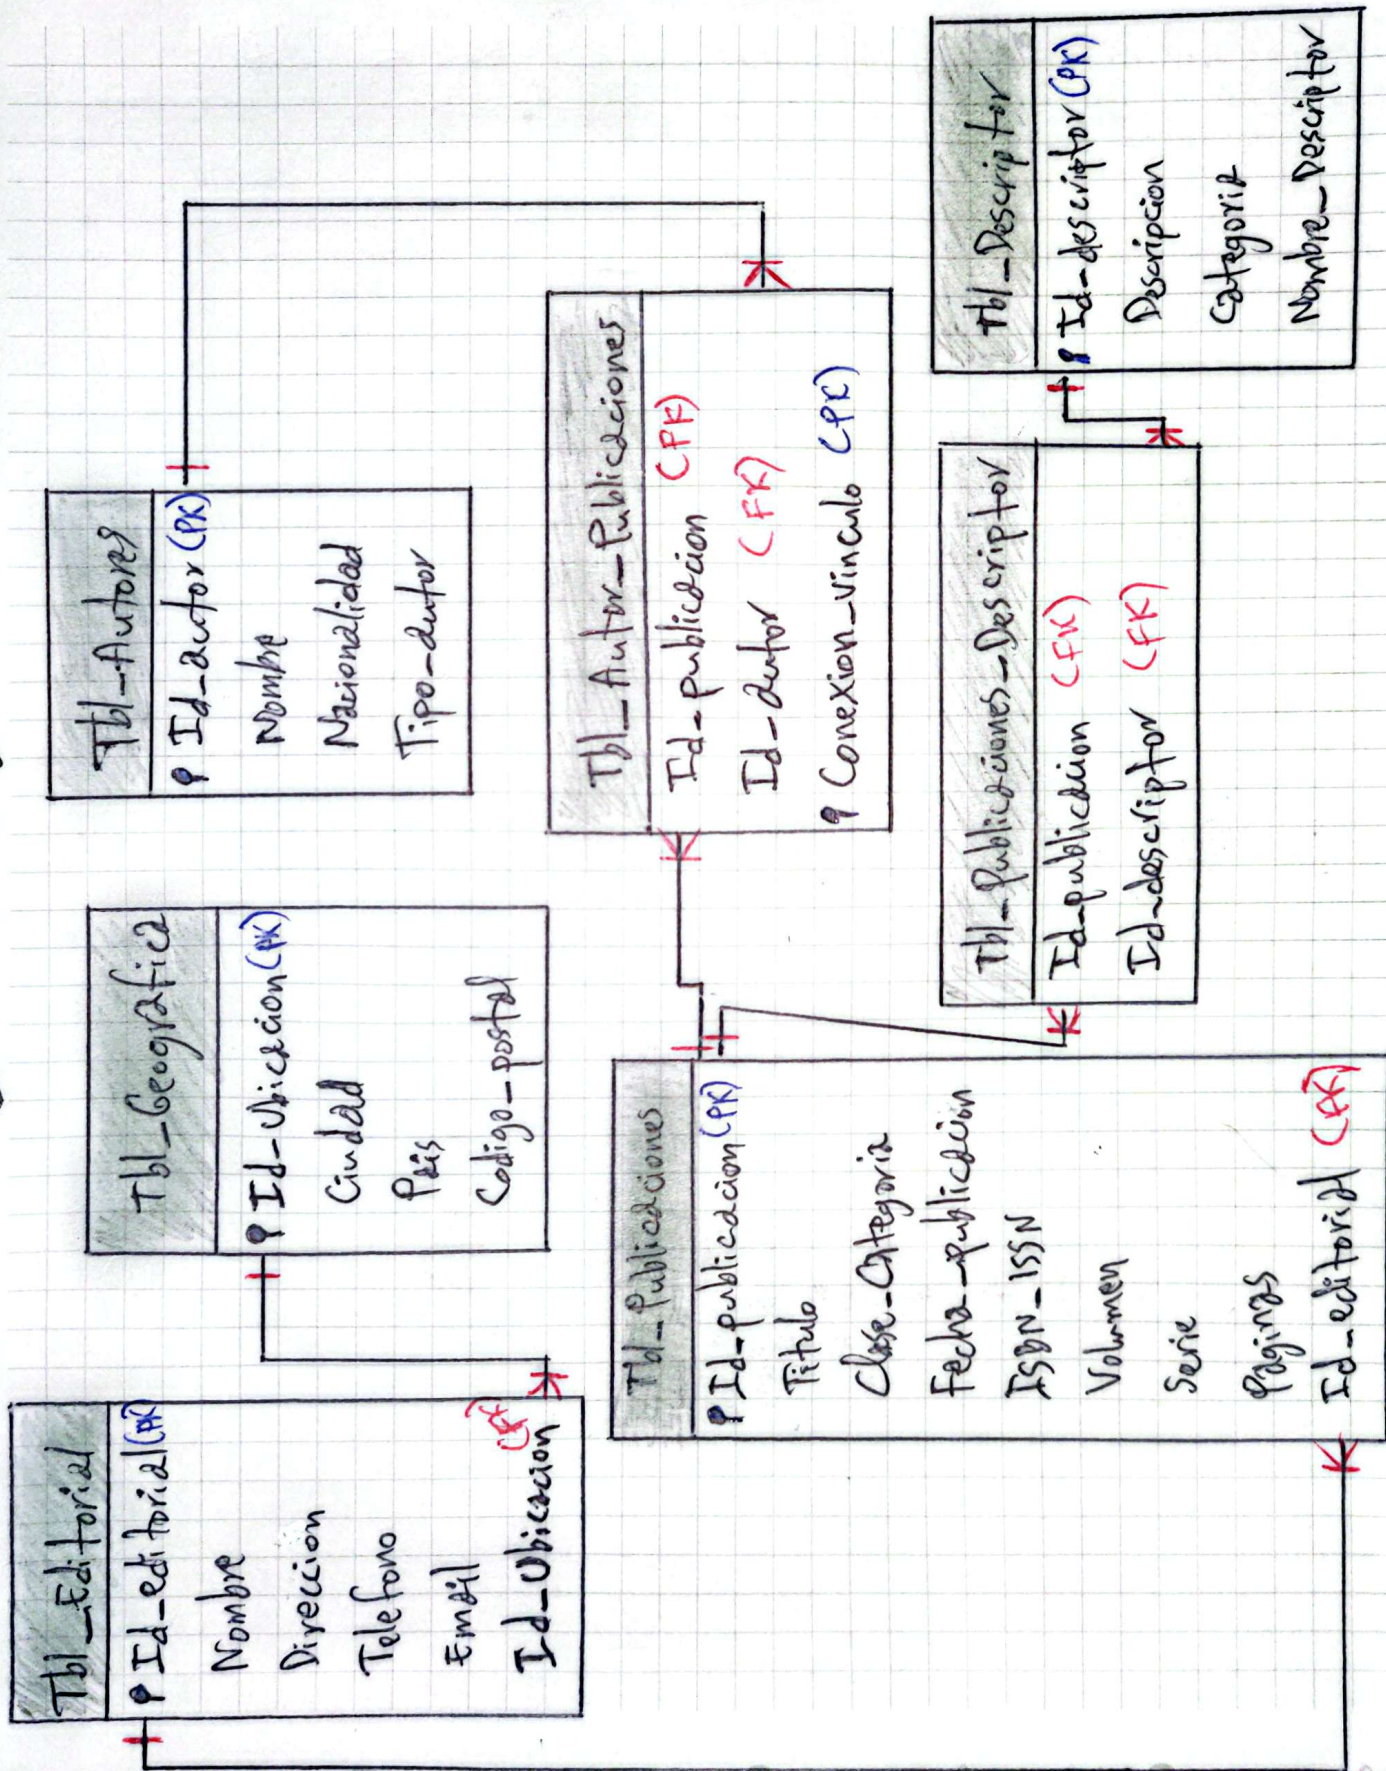 Tbl_Editorial
Id_editorial (PK)
Nombre
Direccion
Telefono
Email
Id_Ubicacion (FK)
Tbl_Geografica
Id_Ubicacion (PK)
Ciudad
Pais
Codigo_postal
Tbl_Autores
Id_autor (PK)
Nombre
Nacionalidad
Tipo_autor
Tbl_Publicaciones
Id_publicacion (PK)
Titulo
Clase_Categoria
Fecha_publicacion
ISBN_ISSN
Volumen
Serie
Paginas
Id_editorial (FK)
Tbl_Autor_Publicaciones
Id_publicacion (FK)
Id_autor (FK)
Conexion_vinculo (PK)
Tbl_Publicaciones_Descriptor
Id_publicacion (FK)
Id_descriptor (FK)
Tbl_Descriptor
Id_descriptor (PK)
Descripcion
Categoria
Nombre_Descriptor